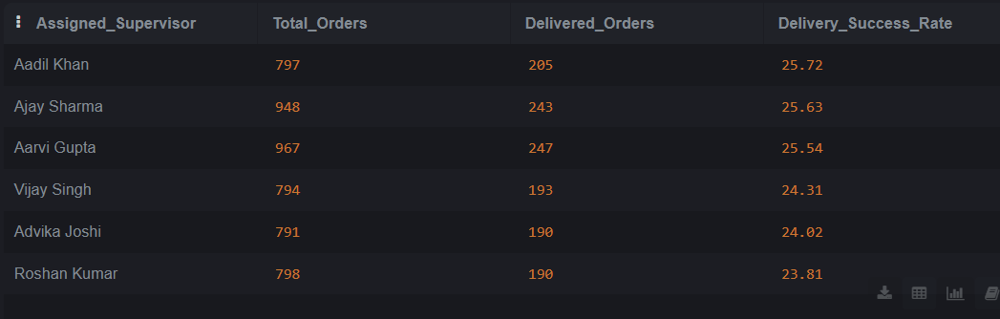 Assigned_Supervisor Total_Orders Delivered_Orders Delivery_Success_Rate
Aadil Khan 797 205 25.72
Ajay Sharma 948 243 25.63
Aarvi Gupta 967 247 25.54
Vijay Singh 794 193 24.31
Advika Joshi 791 190 24.02
Roshan Kumar 798 190 23.81